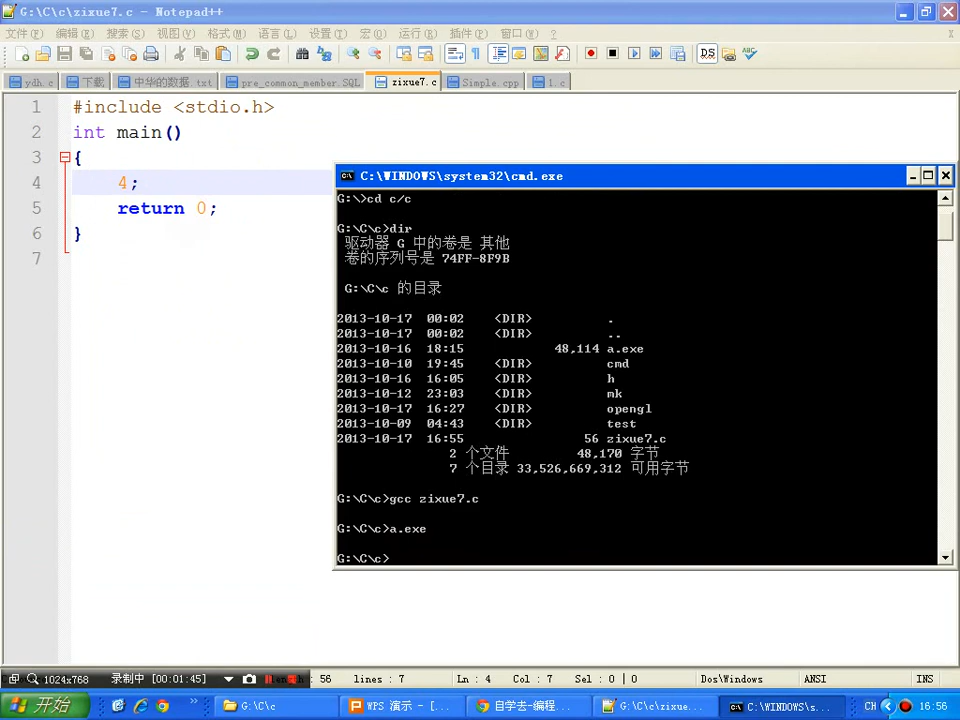 G:\C\c\zixue7.c - Notepad++
文件(F) 编辑(E) 搜索(S) 视图(V) 格式(M) 语言(L) 设置(T) 宏(O) 运行(R) 插件(P) 窗口(W) ?
ydh.c 下载 中华的数据.txt pre_common_member.SQL zixue7.c Simple.cpp 1.c
1 #include <stdio.h>
2 int main()
3 {
4 4;
5 return 0;
6 }
7
C:\WINDOWS\system32\cmd.exe
G:\>cd c/c
G:\C\c>dir
驱动器 G 中的卷是 其他
卷的序列号是 74FF-8F9B
G:\C\c 的目录
2013-10-17 00:02 <DIR> .
2013-10-17 00:02 <DIR> ..
2013-10-16 18:15 48,114 a.exe
2013-10-10 19:45 <DIR> cmd
2013-10-16 16:05 <DIR> h
2013-10-12 23:03 <DIR> mk
2013-10-17 16:27 <DIR> opengl
2013-10-09 04:43 <DIR> test
2013-10-17 16:55 56 zixue7.c
2 个文件 48,170 字节
7 个目录 33,526,669,312 可用字节
G:\C\c>gcc zixue7.c
G:\C\c>a.exe
G:\C\c>
1024x768 录制中 [00:01:45] : 56 lines : 7 Ln : 4 Col : 7 Sel : 0 | 0 Dos\Windows ANSI INS
开始 G:\C\c WPS 演示 - [... 自学去-编程... G:\C\c\zixue... C:\WINDOWS\s... CH 16:56